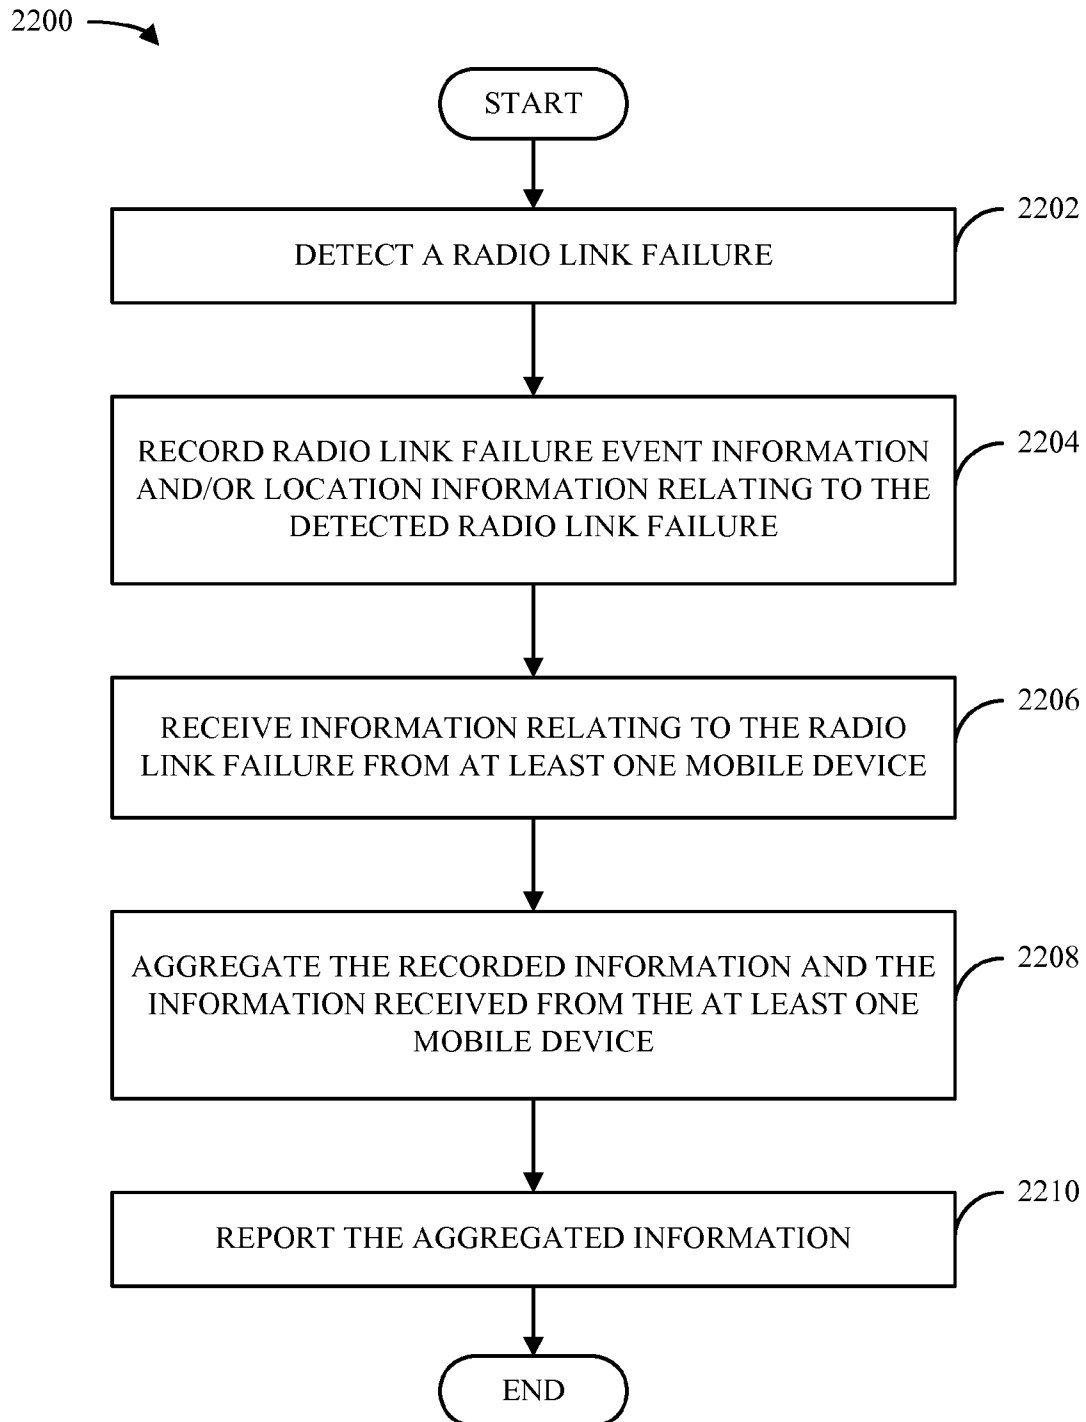 2200
START
2202
DETECT A RADIO LINK FAILURE
2204
RECORD RADIO LINK FAILURE EVENT INFORMATION
AND/OR LOCATION INFORMATION RELATING TO THE
DETECTED RADIO LINK FAILURE
2206
RECEIVE INFORMATION RELATING TO THE RADIO
LINK FAILURE FROM AT LEAST ONE MOBILE DEVICE
2208
AGGREGATE THE RECORDED INFORMATION AND THE
INFORMATION RECEIVED FROM THE AT LEAST ONE
MOBILE DEVICE
2210
REPORT THE AGGREGATED INFORMATION
END